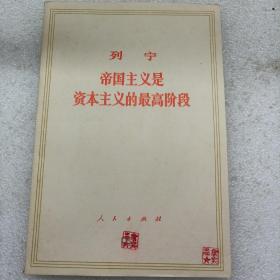 列宁
帝国主义是
资本主义的最高阶段
人民出版社